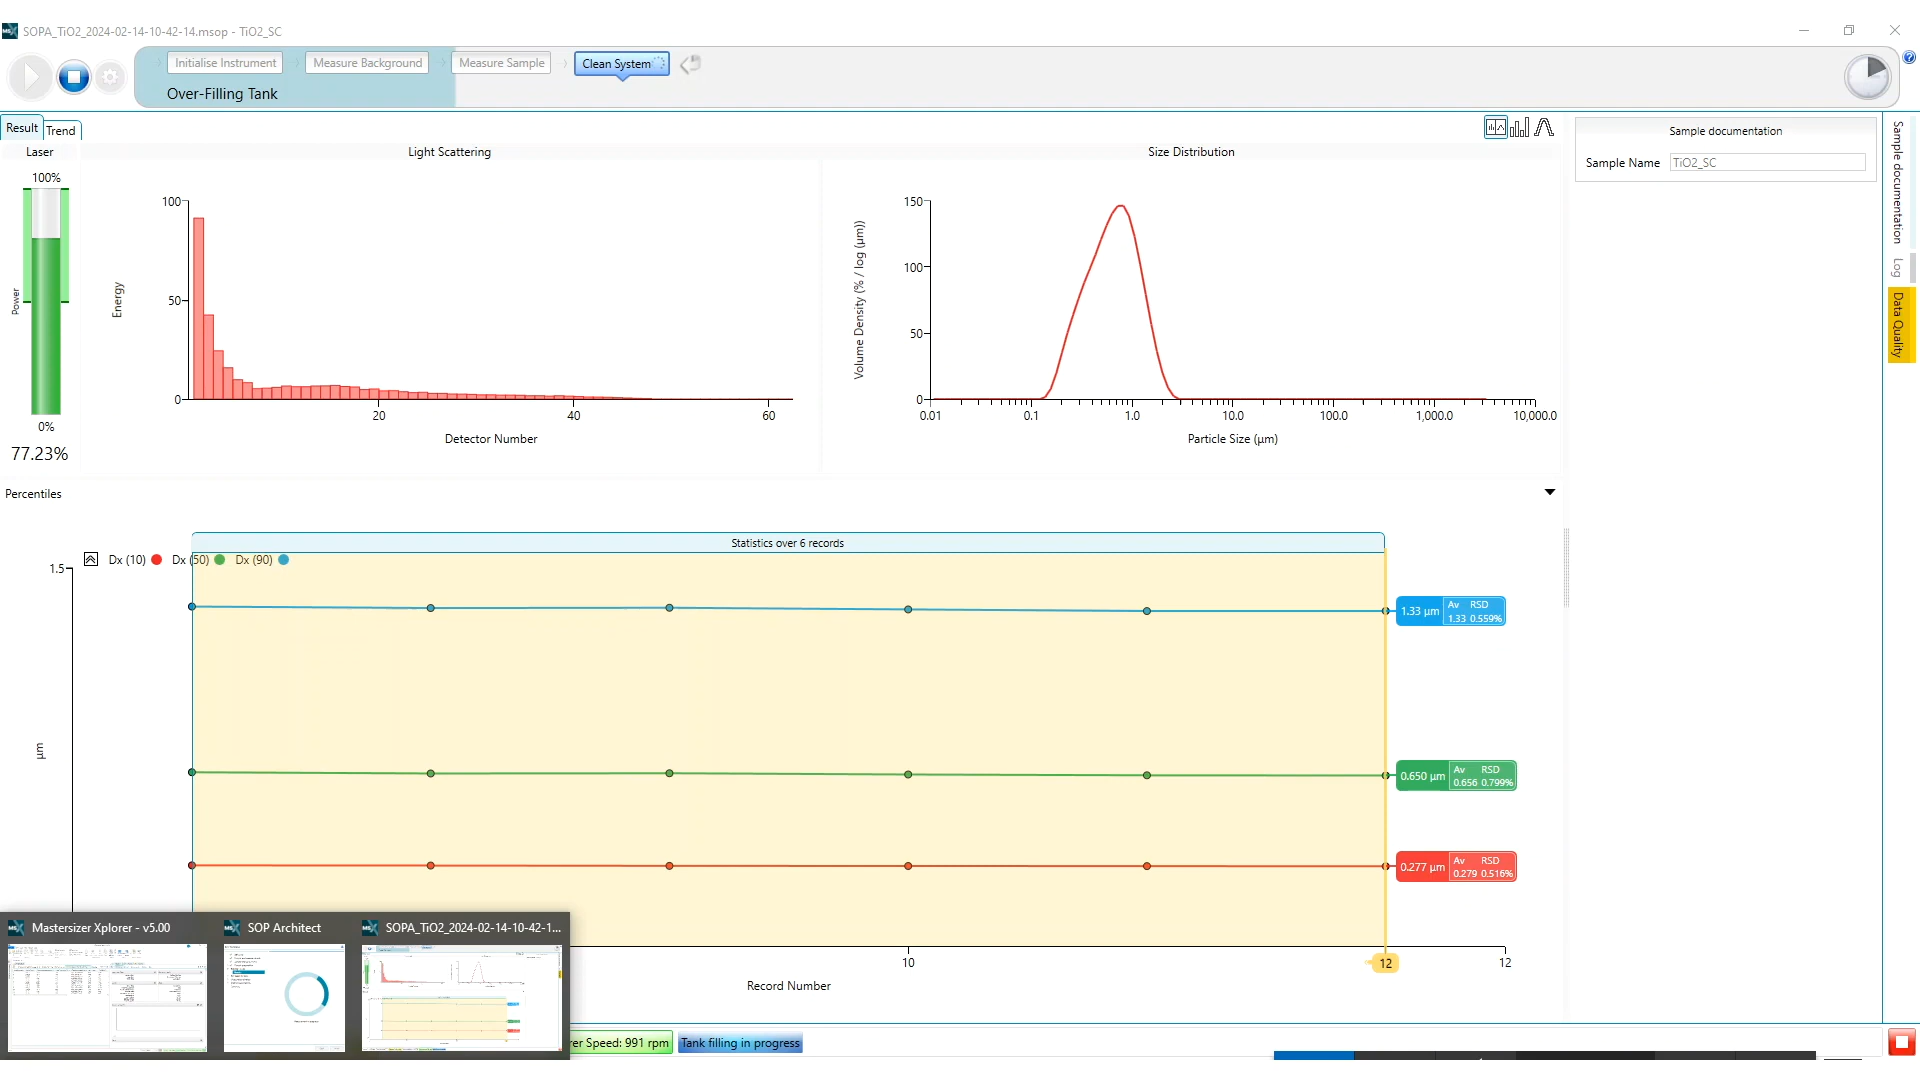 SOPA_TiO2_2024-02-14-10-42-14.msop - TiO2_SC
Initialise Instrument
Measure Background
Measure Sample
Clean System
Over-Filling Tank
Result
Trend
Laser
100%
Power
0%
77.23%
Light Scattering
100
50
0
Energy
20
40
60
Detector Number
Size Distribution
150
100
50
0
Volume Density (% / log (µm))
0.01
0.1
1.0
10.0
100.0
1,000.0
10,000.0
Particle Size (µm)
Sample documentation
Sample Name
TiO2_SC
Sample documentation
Log
Data Quality
Percentiles
Statistics over 6 records
Dx (10)
Dx (50)
Dx (90)
1.5
µm
1.33 µm
Av RSD
1.33 0.559%
0.650 µm
Av RSD
0.656 0.799%
0.277 µm
Av RSD
0.279 0.516%
10
12
12
Record Number
Mastersizer Xplorer - v5.00
SOP Architect
SOPA_TiO2_2024-02-14-10-42-1...
rer Speed: 991 rpm
Tank filling in progress